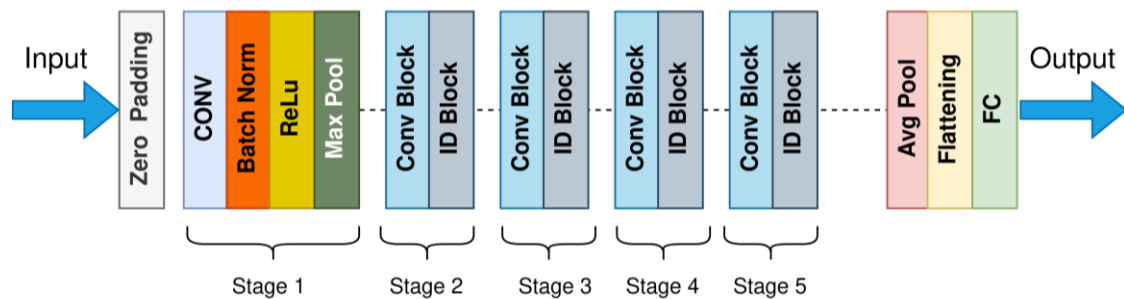 Input
Zero Padding
CONV
Batch Norm
ReLu
Max Pool
Conv Block
ID Block
Conv Block
ID Block
Conv Block
ID Block
Conv Block
ID Block
Avg Pool
Flattening
FC
Output
Stage 1
Stage 2
Stage 3
Stage 4
Stage 5